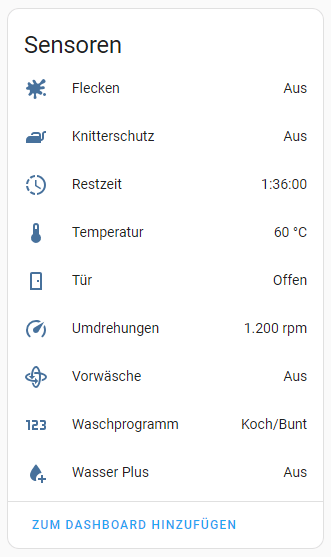 Sensoren
Flecken Aus
Knitterschutz Aus
Restzeit 1:36:00
Temperatur 60 °C
Tür Offen
Umdrehungen 1.200 rpm
Vorwäsche Aus
123 Waschprogramm Koch/Bunt
Wasser Plus Aus
ZUM DASHBOARD HINZUFÜGEN